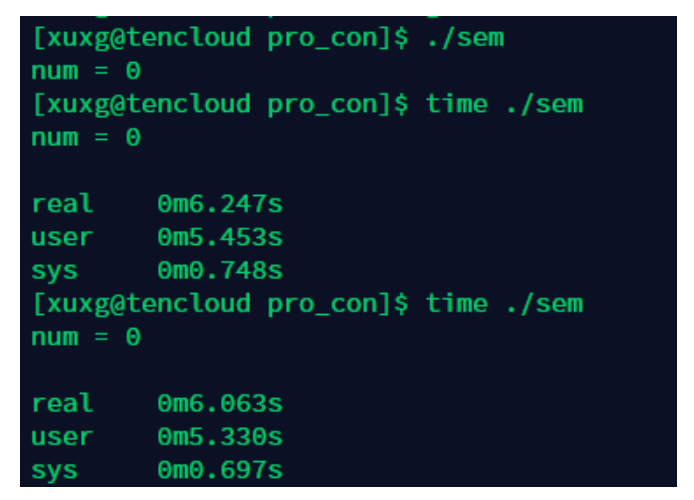 [xuxg@tencloud pro_con]$ ./sem
num = 0
[xuxg@tencloud pro_con]$ time ./sem
num = 0
real 0m6.247s
user 0m5.453s
sys 0m0.748s
[xuxg@tencloud pro_con]$ time ./sem
num = 0
real 0m6.063s
user 0m5.330s
sys 0m0.697s